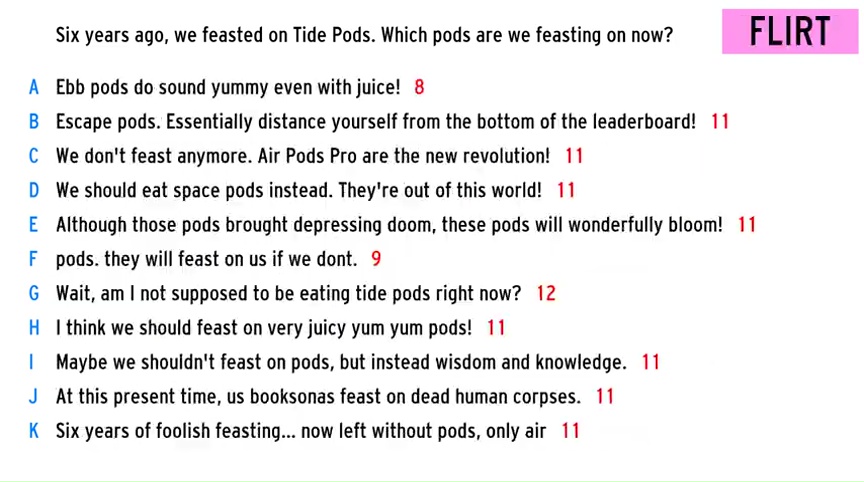 Six years ago, we feasted on Tide Pods. Which pods are we feasting on now?
FLIRT
A Ebb pods do sound yummy even with juice! 8
B Escape pods. Essentially distance yourself from the bottom of the leaderboard! 11
C We don't feast anymore. Air Pods Pro are the new revolution! 11
D We should eat space pods instead. They're out of this world! 11
E Although those pods brought depressing doom, these pods will wonderfully bloom! 11
F pods. they will feast on us if we dont. 9
G Wait, am I not supposed to be eating tide pods right now? 12
H I think we should feast on very juicy yum yum pods! 11
I Maybe we shouldn't feast on pods, but instead wisdom and knowledge. 11
J At this present time, us booksonas feast on dead human corpses. 11
K Six years of foolish feasting... now left without pods, only air 11